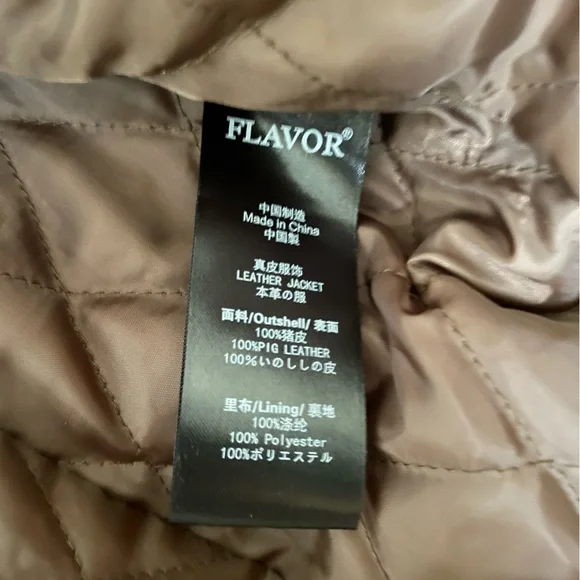 FLAVOR®
中国制造
Made in China
中国製
真皮服饰
LEATHER JACKET
本革の服
面料/Outshell/表面
100%猪皮
100%PIG LEATHER
100%いのししの皮
里布/Lining/裏地
100%涤纶
100% Polyester
100%ポリエステル